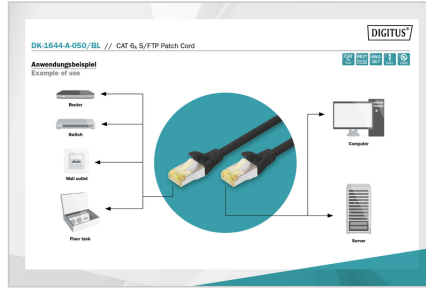 DIGITUS®
DK-1644-A-050/BL // CAT 6A S/FTP Patch Cord
Anwendungsbeispiel
Example of use
Router
Switch
Wall outlet
Floor tank
Computer
Server